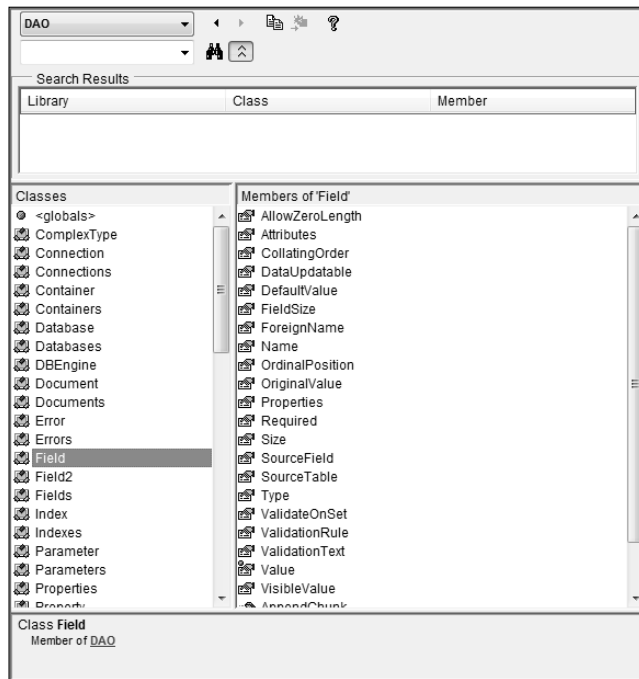 DAO
Search Results
Library Class Member
Classes
<globals>
ComplexType
Connection
Connections
Container
Containers
Database
Databases
DBEngine
Document
Documents
Error
Errors
Field
Field2
Fields
Index
Indexes
Parameter
Parameters
Properties
Property
Members of 'Field'
AllowZeroLength
Attributes
CollatingOrder
DataUpdatable
DefaultValue
FieldSize
ForeignName
Name
OrdinalPosition
OriginalValue
Properties
Required
Size
SourceField
SourceTable
Type
ValidateOnSet
ValidationRule
ValidationText
Value
VisibleValue
AppendChunk
Class Field
Member of DAO